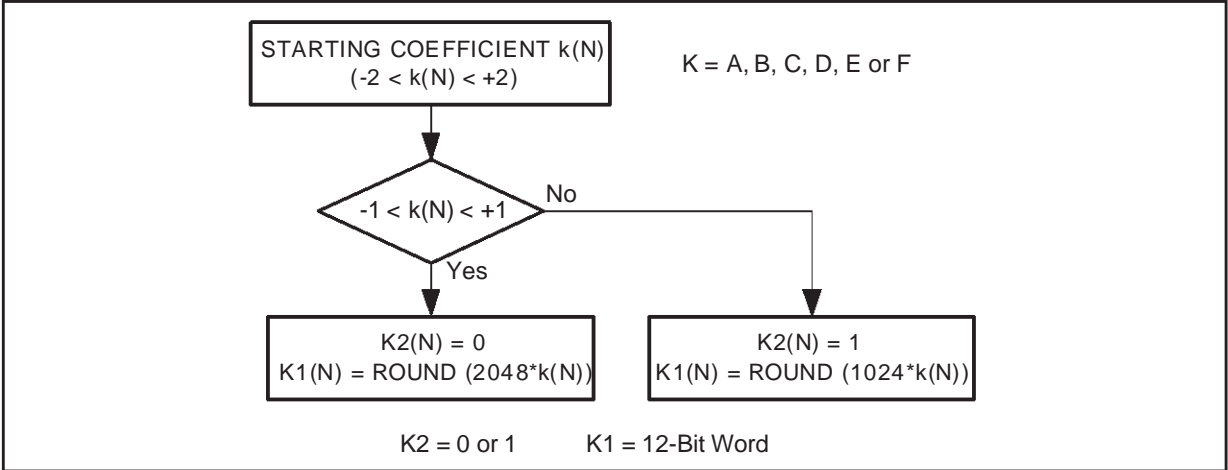 STARTING COEFFICIENT k(N)
(-2 < k(N) < +2)
K = A, B, C, D, E or F
-1 < k(N) < +1
No
Yes
K2(N) = 0
K1(N) = ROUND (2048*k(N))
K2(N) = 1
K1(N) = ROUND (1024*k(N))
K2 = 0 or 1
K1 = 12-Bit Word